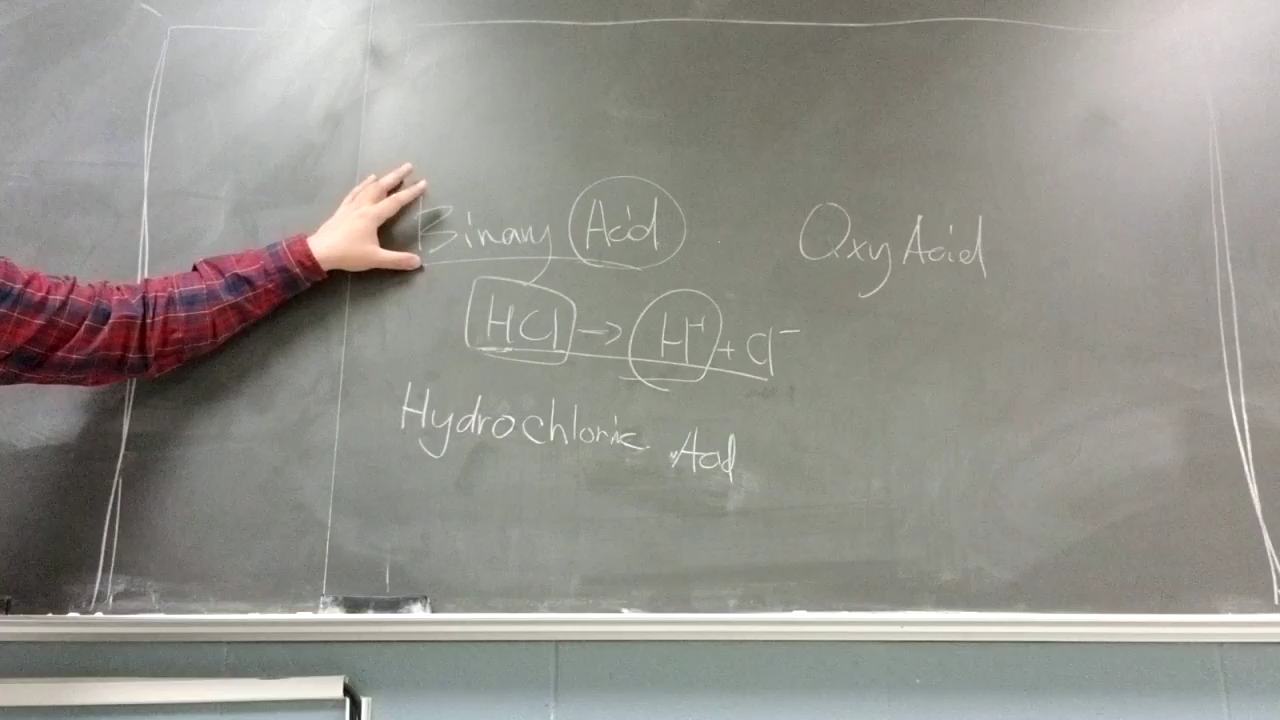 Binary Acid
HCl → H⁺ + Cl⁻
Hydrochloric Acid
Oxy Acid